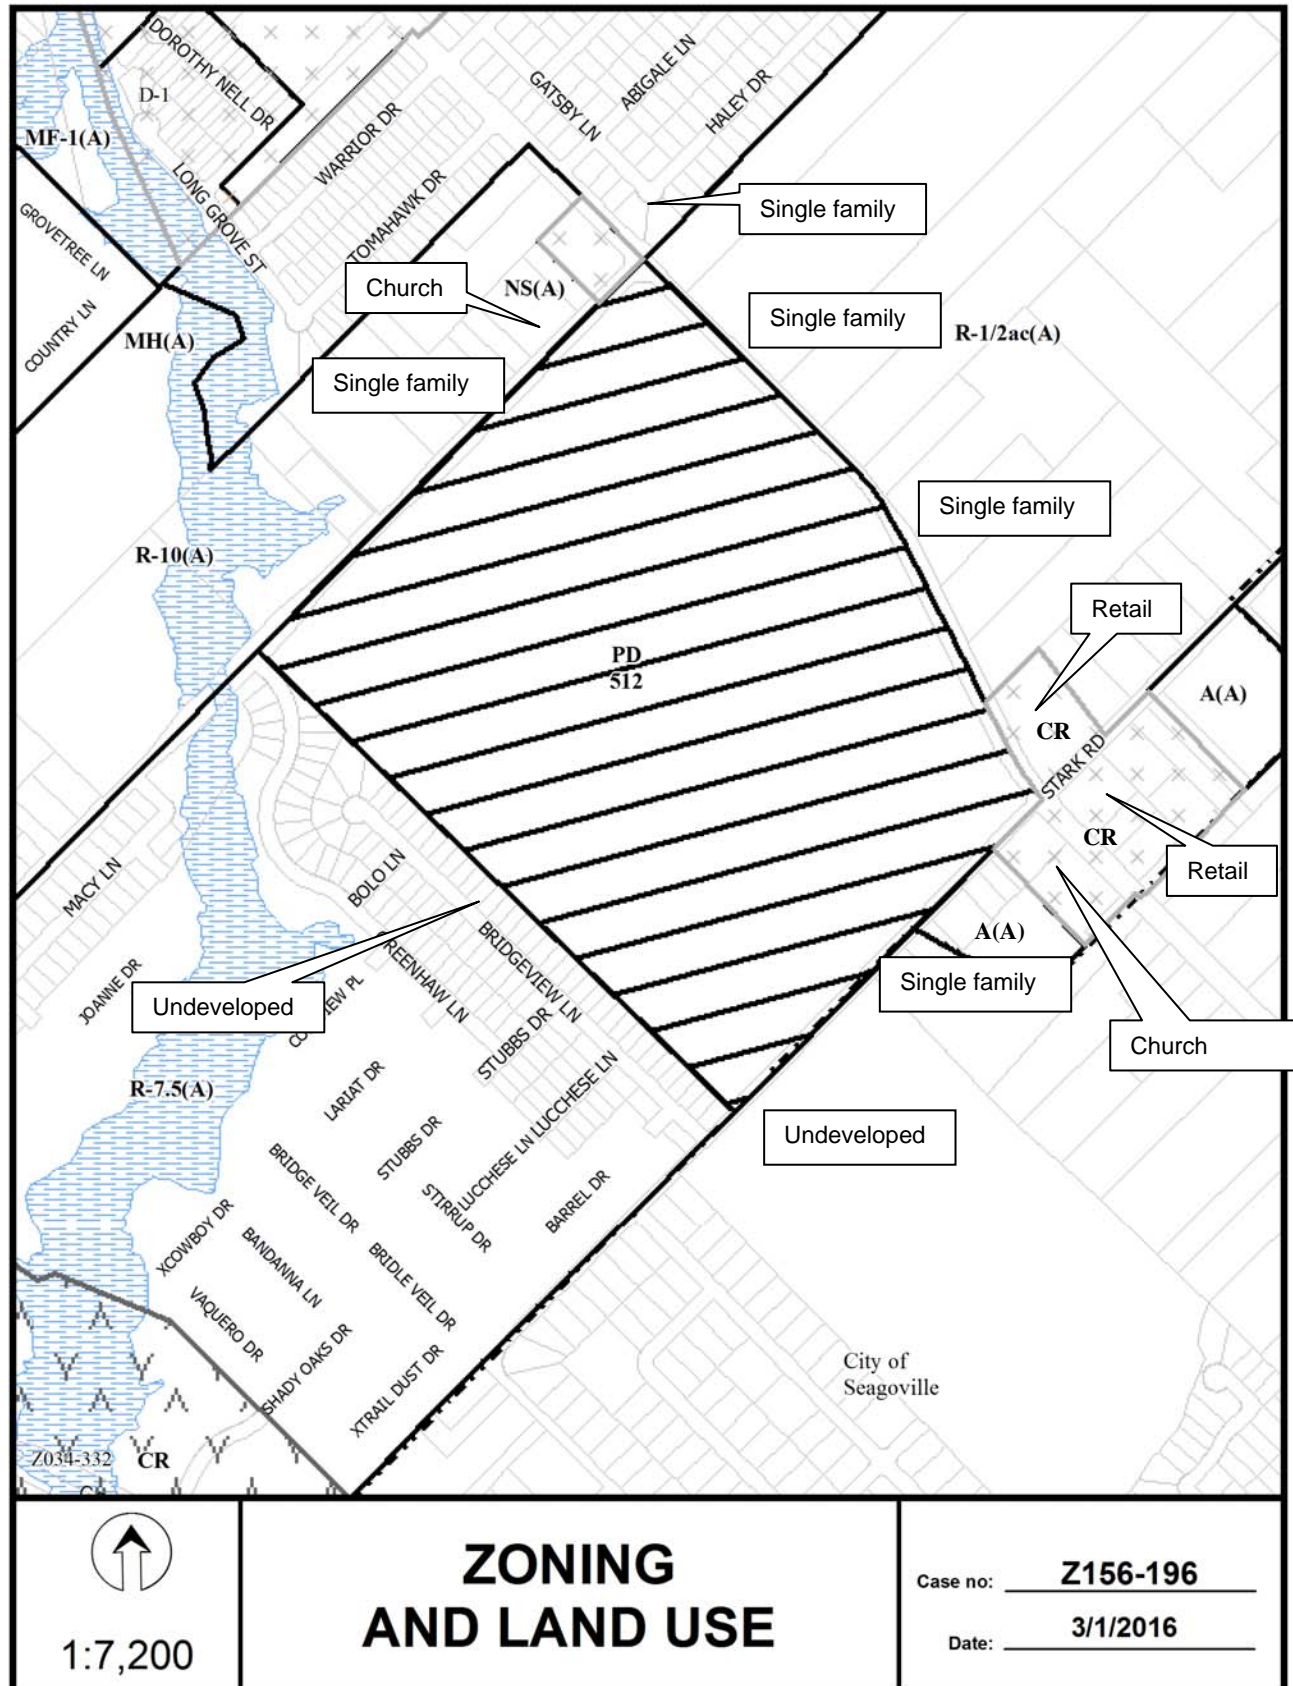 DOROTHY NELL DR
D-1
MF-1(A)
GATSBY LN
ABIGALE LN
HALEY DR
WARRIOR DR
LONG GROVE ST
TOMAHAWK DR
GROVETREE LN
COUNTRY LN
Single family
Church
NS(A)
Single family
R-1/2ac(A)
MH(A)
Single family
Single family
R-10(A)
Retail
PD
512
A(A)
CR
STARK RD
CR
Retail
MACY LN
BOLO LN
BRIDGEVIEW LN
A(A)
Single family
JOANNE DR
Undeveloped
STUBBS DR
Church
R-7.5(A)
LARIAT DR
LUCCHESE LN
Undeveloped
STUBBS DR
LUCCHESE LN
BRIDGE VEIL DR
STIRRUP DR
BARREL DR
XCOWBOY DR
BANDANNA LN
BRIDLE VEIL DR
VAQUERO DR
SHADY OAKS DR
XTRAIL DUST DR
City of
Seagoville
Z034-332
CR
1:7,200
ZONING
AND LAND USE
Case no: Z156-196
Date: 3/1/2016